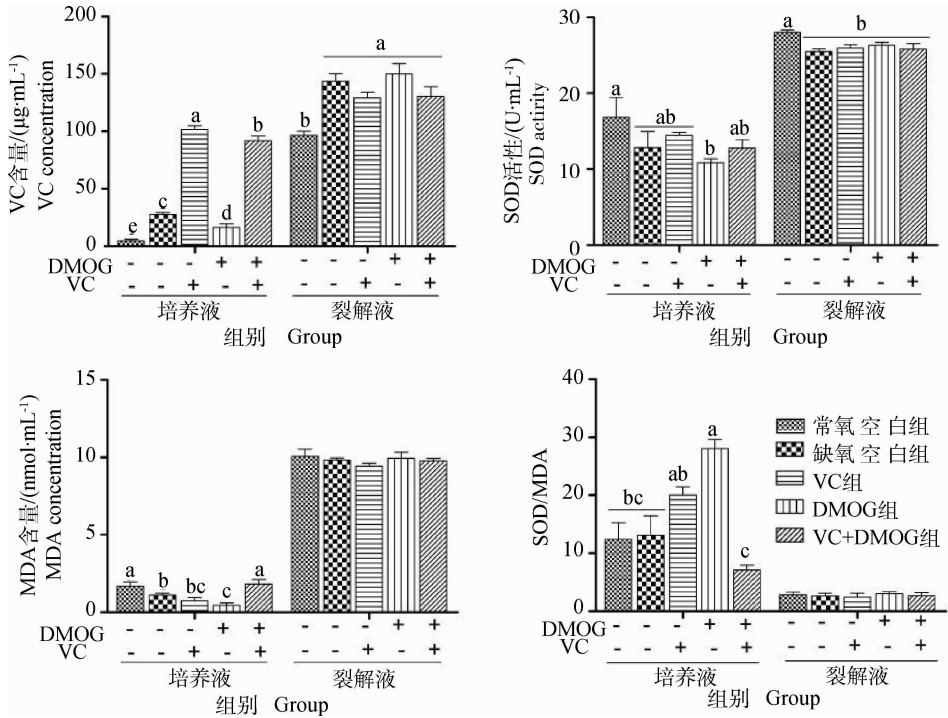 VC含量/(μg·mL-1)
VC concentration
200
150
100
50
0
e
c
a
d
b
a
a
DMOG - - - + + - - - + +
VC - - + - + - - + - +
培养液 裂解液
组别 Group
SOD活性/(U·mL-1)
SOD actirity
30
20
10
0
a
ab
b
ab
a
b
DMOG - - - + + - - - + +
VC - - + - + - - + - +
培养液 裂解液
组别 Group
MDA含量/(nmol·mL-1)
MDA concentration
15
10
5
0
a
b
bc
c
a
DMOG - - - + + - - - + +
VC - - + - + - - + - +
培养液 裂解液
组别 Group
SOD/MDA
40
30
20
10
0
bc
ab
a
c
常氧空白组
缺氧空白组
VC组
DMOG组
VC+DMOG组
DMOG - - - + + - - - + +
VC - - + - + - - + - +
培养液 裂解液
组别 Group